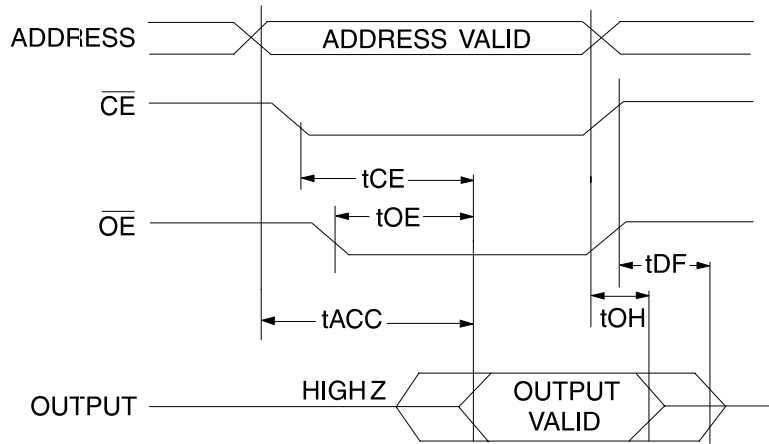 ADDRESS
ADDRESS VALID
CE
tCE
OE
tOE
tDF
tACC
tOH
OUTPUT
HIGH Z
OUTPUT
VALID